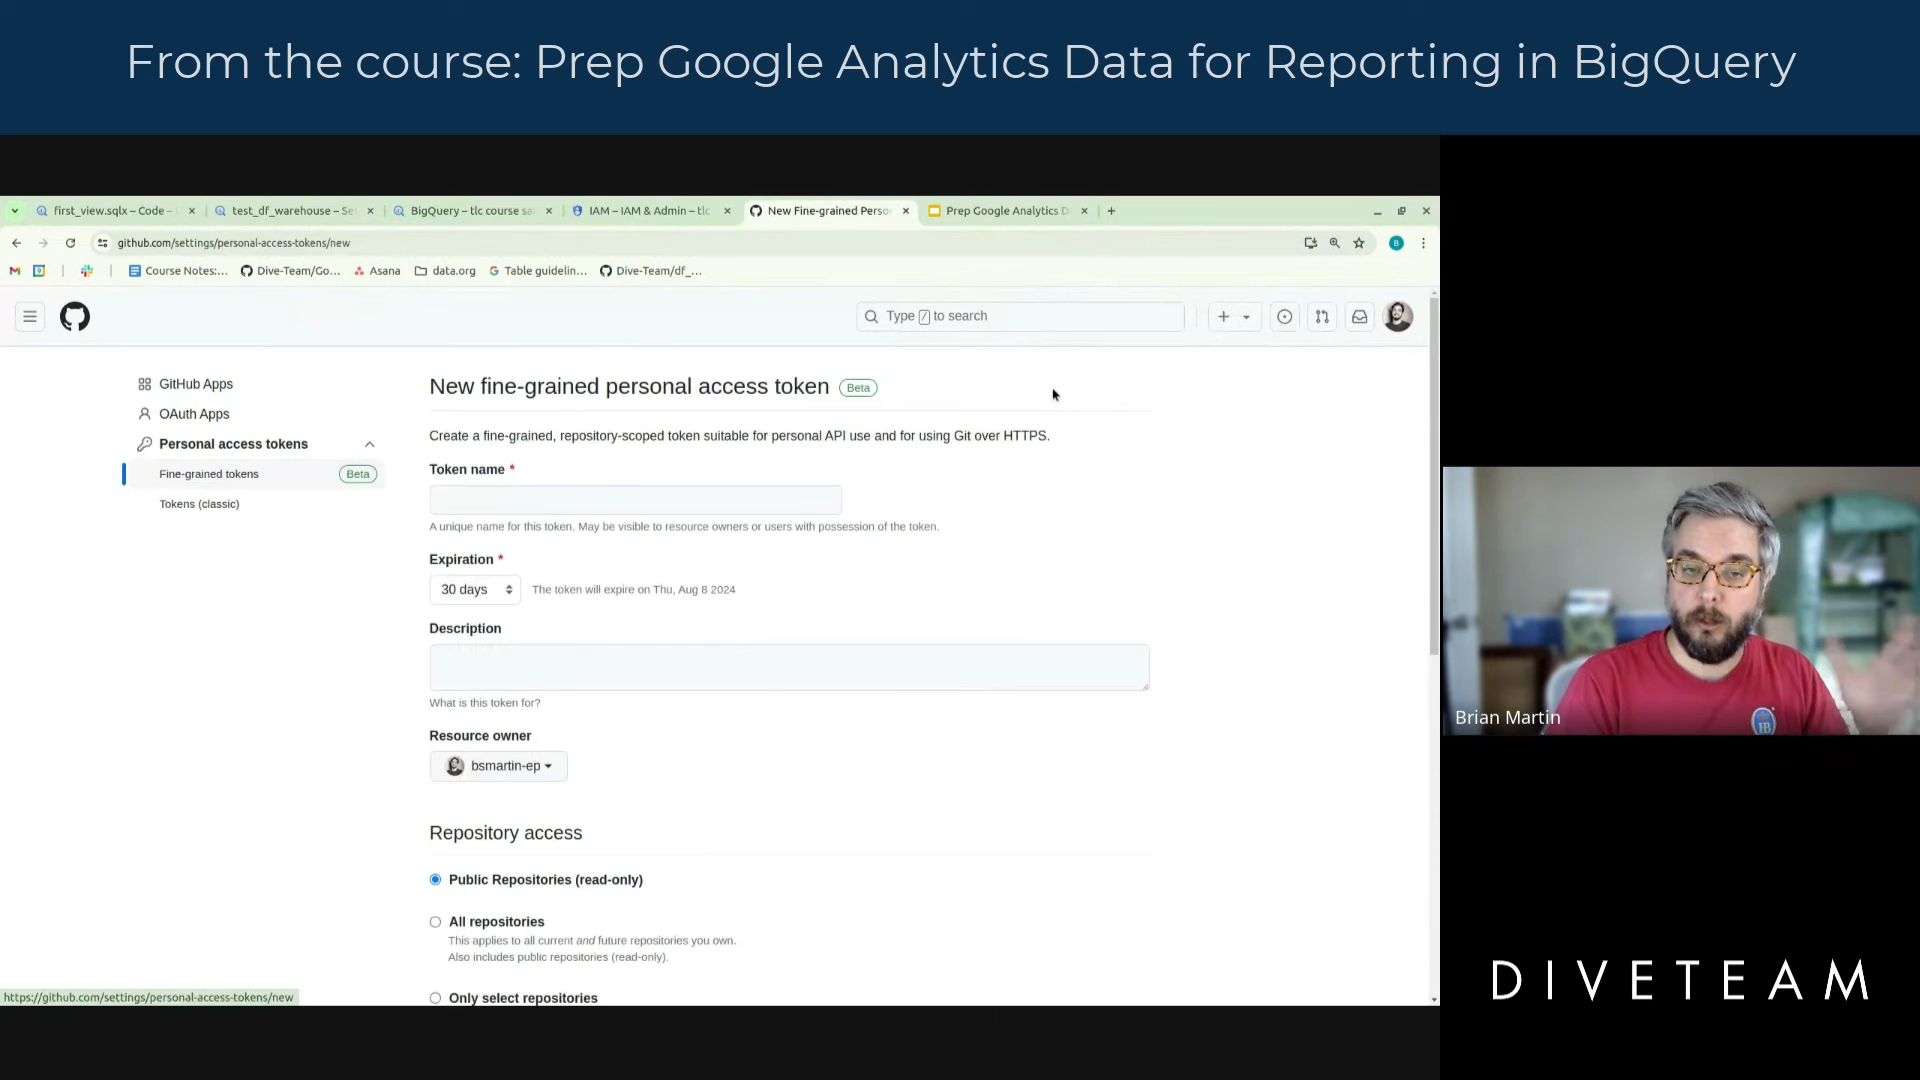 From the course: Prep Google Analytics Data for Reporting in BigQuery
first_view.sqlx – Code –
test_df_warehouse – Se
BigQuery – tlc course sa
IAM – IAM & Admin – tlc
New Fine-grained Perso
Prep Google Analytics D
github.com/settings/personal-access-tokens/new
B
Course Notes:...
Dive-Team/Go...
Asana
data.org
Table guidelin...
Dive-Team/df_...
Type / to search
GitHub Apps
OAuth Apps
Personal access tokens
Fine-grained tokens Beta
Tokens (classic)
New fine-grained personal access token Beta
Create a fine-grained, repository-scoped token suitable for personal API use and for using Git over HTTPS.
Token name *
A unique name for this token. May be visible to resource owners or users with possession of the token.
Expiration *
30 days The token will expire on Thu, Aug 8 2024
Description
What is this token for?
Resource owner
bsmartin-ep
Repository access
Public Repositories (read-only)
All repositories
This applies to all current and future repositories you own.
Also includes public repositories (read-only).
Only select repositories
https://github.com/settings/personal-access-tokens/new
Brian Martin
DIVETEAM